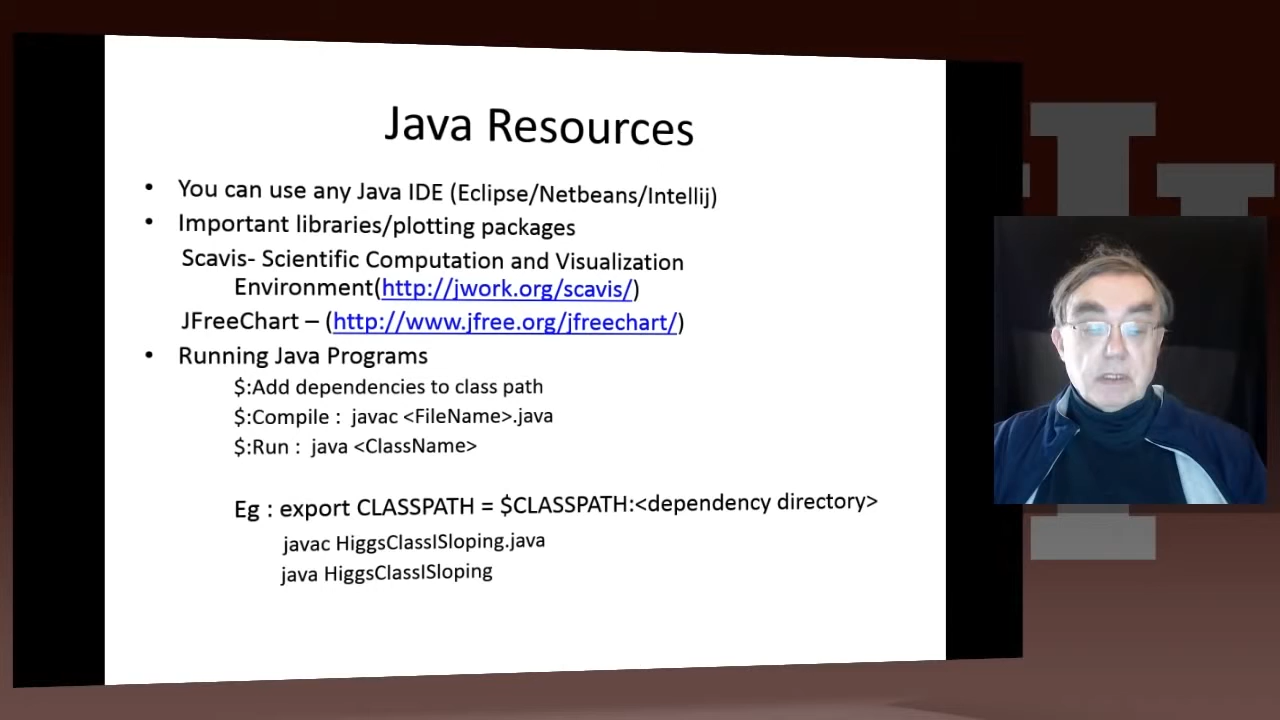 Java Resources
• You can use any Java IDE (Eclipse/Netbeans/Intellij)
• Important libraries/plotting packages
Scavis- Scientific Computation and Visualization
Environment(http://jwork.org/scavis/)
JFreeChart – (http://www.jfree.org/jfreechart/)
• Running Java Programs
$:Add dependencies to class path
$:Compile : javac <FileName>.java
$:Run : java <ClassName>
Eg : export CLASSPATH = $CLASSPATH:<dependency directory>
javac HiggsClassISloping.java
java HiggsClassISloping